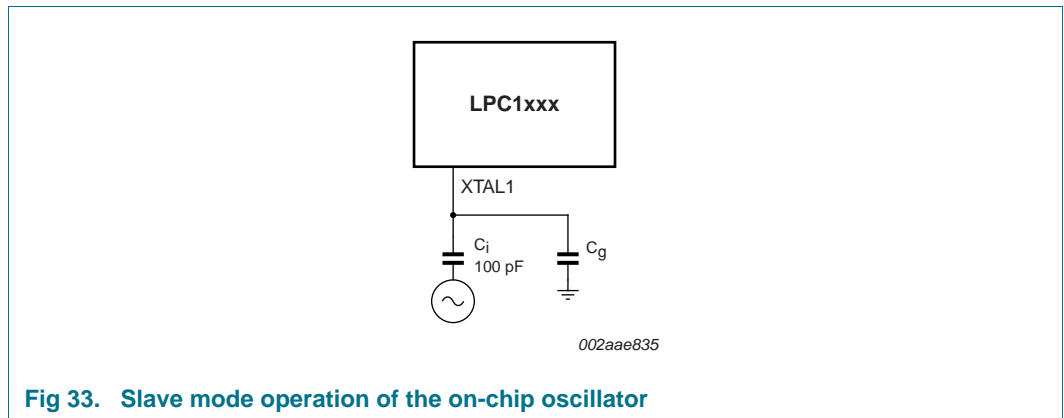 LPC1xxx
XTAL1
Ci
100 pF
Cg
002aae835
Fig 33. Slave mode operation of the on-chip oscillator